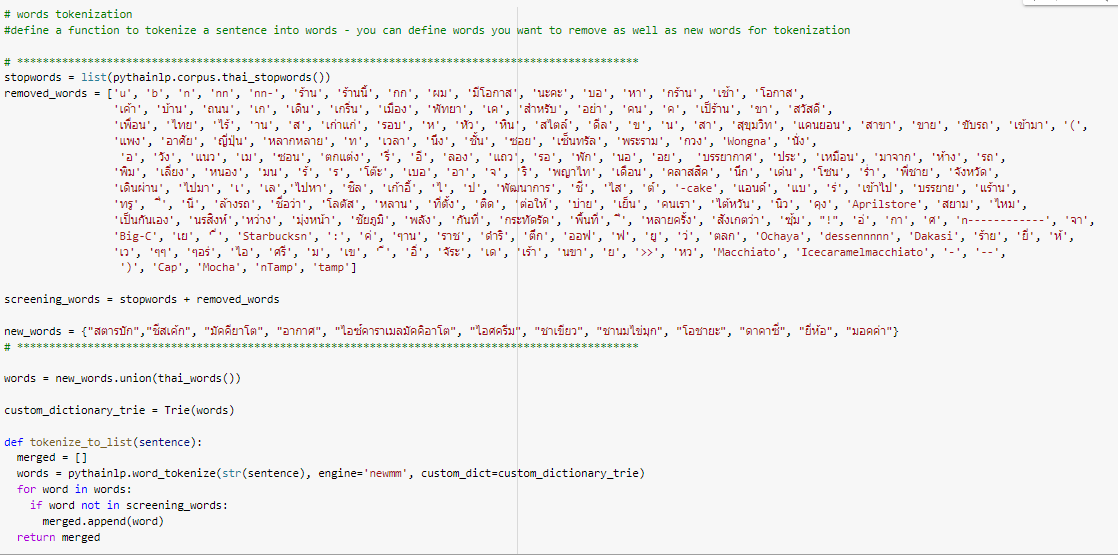 # words tokenization
#define a function to tokenize a sentence into words - you can define words you want to remove as well as new words for tokenization
# *************************************************************************************************
stopwords = list(pythainlp.corpus.thai_stopwords())
removed_words = ['u', 'b', 'n', 'nn', 'nn-', 'ร้าน', 'ร้านนี้', 'กก', 'ผม', 'มีโอกาส', 'นะคะ', 'บอ', 'หา', 'กร้าน', 'เข้า', 'โอกาส',
'เค้า', 'บ้าน', 'ถนน', 'เก', 'เดิน', 'เกริ่น', 'เมือง', 'พัทยา', 'เค', 'สำหรับ', 'อย่า', 'คน', 'ค', 'เป็ร้าน', 'ขา', 'สวัสดี',
'เพื่อน', 'ไทย', 'ไร้', 'าน', 'ส', 'เก่าแก่', 'รอบ', 'ห', 'หัว', 'หิน', 'สไตล์', 'ดีล', 'ข', 'น', 'สา', 'สุขุมวิท', 'แคนยอน', 'สาขา', 'ขาย', 'ขับรถ', 'เข้ามา', '(',
'แพง', 'อาศัย', 'ญี่ปุ่น', 'หลากหลาย', 'ท', 'เวลา', 'นึง', 'ชั้น', 'ซอย', 'เซ็นทรัล', 'พระราม', 'กวง', 'Wongna', 'นั่ง',
'อ', 'วัง', 'แนว', 'เม', 'ซอน', 'ตกแต่ง', 'รี่', 'อี', 'ลอง', 'แถว', 'รอ', 'พัก', 'นอ', 'อย', 'บรรยากาศ', 'ประ', 'เหมือน', 'มาจาก', 'ห้าง', 'รถ',
'พิม', 'เลี่ยง', 'หนอง', 'มน', 'ร์', 'ร', 'โต๊ะ', 'เบอ', 'อา', 'จ', 'ริ', 'พญาไท', 'เดือน', 'คลาสสิค', 'นึก', 'เด่น', 'โซน', 'ร่ำ', 'พี่ชาย', 'จังหวัด',
'เดินผ่าน', 'ไปมา', 'เ', 'เล','ไปหา', 'ซิล', 'เก้าอี้', 'ไ', 'ป', 'พัฒนาการ', 'ชี', 'ไส', 'ด์', '-cake', 'แอนด์', 'แบ', 'ร่', 'เข้าไป', 'บรรยาย', 'แร้าน',
'ทรู', 'ี', 'นี', 'ล้างรถ', 'ชื่อว่า', 'โลตัส', 'หลาน', 'ที่ตั้ง', 'ติด', 'ต่อให้', 'บ่าย', 'เย็น', 'คนเรา', 'ไต้หวัน', 'นิว', 'คุง', 'Aprilstore', 'สยาม', 'ไหม',
'เป็นกันเอง', 'นรสิงห์', 'หว่าง', 'มุ่งหน้า', 'ชัยภูมิ', 'พลัง', 'กันที่', 'กระทัดรัด', 'พื้นที่', 'หลายครั้ง', 'สังเกตว่า', 'ซุ้ม', "!", 'อ่', 'กา', 'ศ', 'n------------', 'จา',
'Big-C', 'เย', 'Starbucksn', ':', 'ค่', 'ๆาน', 'ราช', 'ดำริ', 'ตึก', 'ออฟ', 'ฟ', 'ยู', 'ว่', 'ตลก', 'Ochaya', 'dessennnnn', 'Dakasi', 'ร้าย', 'ยี่', 'ห้',
'เว', 'ๆๆ', 'ๆอร่', 'ไอ', 'ศรี', 'ม', 'เข', 'อี๋', 'จัระ', 'เด', 'เร้า', 'นขา', 'ย', '>>', 'หว', 'Macchiato', 'Icecaramelmacchiato', '-', '--',
')', 'Cap', 'Mocha', 'nTamp', 'tamp']
screening_words = stopwords + removed_words
new_words = {"สตารบัก","ชีสเค้ก", "มัคคียาโต", "อากาศ", "ไอซ์คาราเมลมัคคิอาโต", "ไอศครีม", "ชาเขียว", "ชานมไข่มุก", "โอชายะ", "ดาคาซี่", "ยี่ห้อ", "มอคค่า"}
# *************************************************************************************************
words = new_words.union(thai_words())
custom_dictionary_trie = Trie(words)
def tokenize_to_list(sentence):
merged = []
words = pythainlp.word_tokenize(str(sentence), engine='newmm', custom_dict=custom_dictionary_trie)
for word in words:
if word not in screening_words:
merged.append(word)
return merged